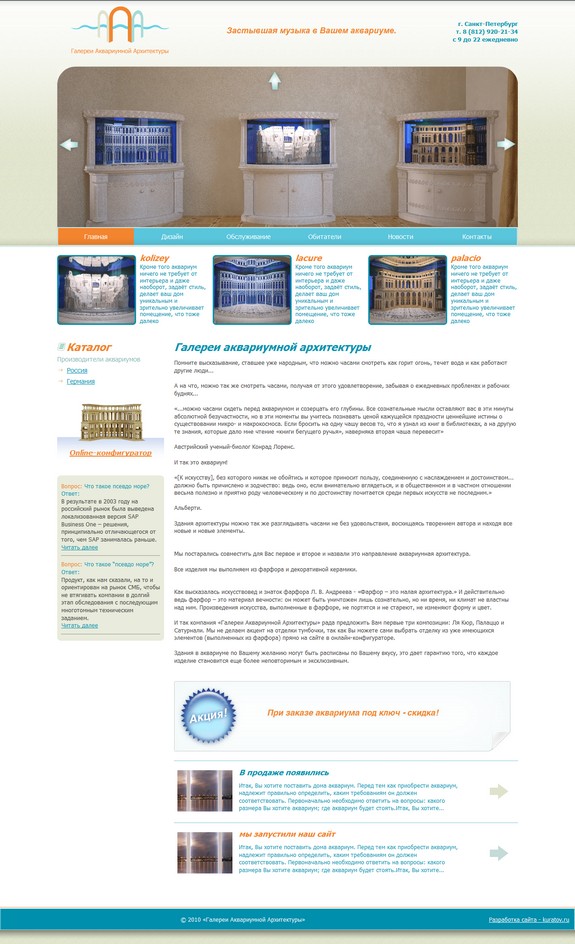 Галереи Аквариумной Архитектуры
Застывшая музыка в Вашем аквариуме.
г. Санкт-Петербург
т. 8 (812) 920-21-34
с 9 до 22 ежедневно
Главная
Дизайн
Обслуживание
Обитатели
Новости
Контакты
kolizey
Кроме того аквариум
ничего не требует от
интерьера и даже
наоборот, задаёт стиль,
делает ваш дом
уникальным и
зрительно увеличивает
помещение, что тоже
далеко
lacure
Кроме того аквариум
ничего не требует от
интерьера и даже
наоборот, задаёт стиль,
делает ваш дом
уникальным и
зрительно увеличивает
помещение, что тоже
далеко
palacio
Кроме того аквариум
ничего не требует от
интерьера и даже
наоборот, задаёт стиль,
делает ваш дом
уникальным и
зрительно увеличивает
помещение, что тоже
далеко
Каталог
Производители аквариумов
Россия
Германия
Online-конфигуратор
Вопрос: Что такое псевдо море?
Ответ:
В результате в 2003 году на
российский рынок была выведена
локализованная версия SAP
Business One – решения,
принципиально отличающегося от
того, чем SAP занималась раньше.
Читать далее
Вопрос: Что такое "псевдо море"?
Ответ:
Продукт, как нам сказали, на то и
ориентирован на рынок СМБ, чтобы
не втягивать компании в долгий
этап обследования с последующим
многотомным техническим
заданием.
Читать далее
Галереи аквариумной архитектуры
Помните высказывание, ставшее уже народным, что можно часами смотреть как горит огонь, течет вода и как работают
другие люди...
А на что, можно так же смотреть часами, получая от этого удовлетворение, забывая о ежедневных проблемах и рабочих
буднях...
«...можно часами сидеть перед аквариумом и созерцать его глубины. Все сознательные мысли оставляют вас в эти минуты
абсолютной безучастности, но в эти моменты вы учитесь познавать ценой кажущейся праздности ценнейшие истины о
существовании микро- и макрокосмоса. Если бросить на одну чашу весов то, что я узнал из книг в библиотеках, а на другую
те знания, которые дало мне чтение «книги бегущего ручья», наверняка вторая чаша перевесит»
Австрийский ученый-биолог Конрад Лоренс.
И так это аквариум!
«[К искусству], без которого никак не обойтись и которое приносит пользу, соединенную с наслаждением и достоинством...
должно быть причислено и зодчество: ведь оно, если внимательно вглядеться, и в общественном и в частном отношении
весьма полезно и приятно роду человеческому и по достоинству почитается среди первых искусств не последним.»
Альберти.
Здания архитектуры можно так же разглядывать часами не без удовольствия, восхищаясь творением автора и находя все
новые и новые элементы.
Мы постарались совместить для Вас первое и второе и назвали это направления аквариумная архитектура.
Все изделия мы выполняем из фарфора и декоративной керамики.
Как высказалась искусствовед и знаток фарфора Л. В. Андреева - «Фарфор – это малая архитектура.» И действительно
ведь фарфор – это материал вечности: он может быть уничтожен лишь сознательно, но ни время, ни климат не властны
над ним. Произведения искусства, выполненные в фарфоре, не портятся и не стареют, не изменяют форму и цвет.
И так компания «Галереи Аквариумной Архитектуры» рада предложить Вам первые три композиции: Ля Кюр, Палаццо и
Сатурнали. Мы не делаем акцент на отделки тумбочки, так как Вы можете сами выбрать отделку из уже имеющихся
элементов (выполненных из фарфора) прямо на сайте в онлайн-конфигураторе.
Здания в аквариуме по Вашему желанию могут быть расписаны по Вашему вкусу, это дает гарантию того, что каждое
изделие становится еще более неповторимым и эксклюзивным.
Акция!
При заказе аквариума под ключ - скидка!
В продаже появились
Итак, Вы хотите поставить дома аквариум. Перед тем как приобрести аквариум,
надлежит правильно определить, каким требованиям он должен
соответствовать. Первоначально необходимо ответить на вопросы: какого
размера Вы хотите аквариум; где аквариум будет стоять.Итак, Вы хотите...
мы запустили наш сайт
Итак, Вы хотите поставить дома аквариум. Перед тем как приобрести аквариум,
надлежит правильно определить, каким требованиям он должен
соответствовать. Первоначально необходимо ответить на вопросы: какого
размера Вы хотите аквариум; где аквариум будет стоять.Итак, Вы хотите...
© 2010 «Галереи Аквариумной Архитектуры»
Разработка сайта - kuratov.ru